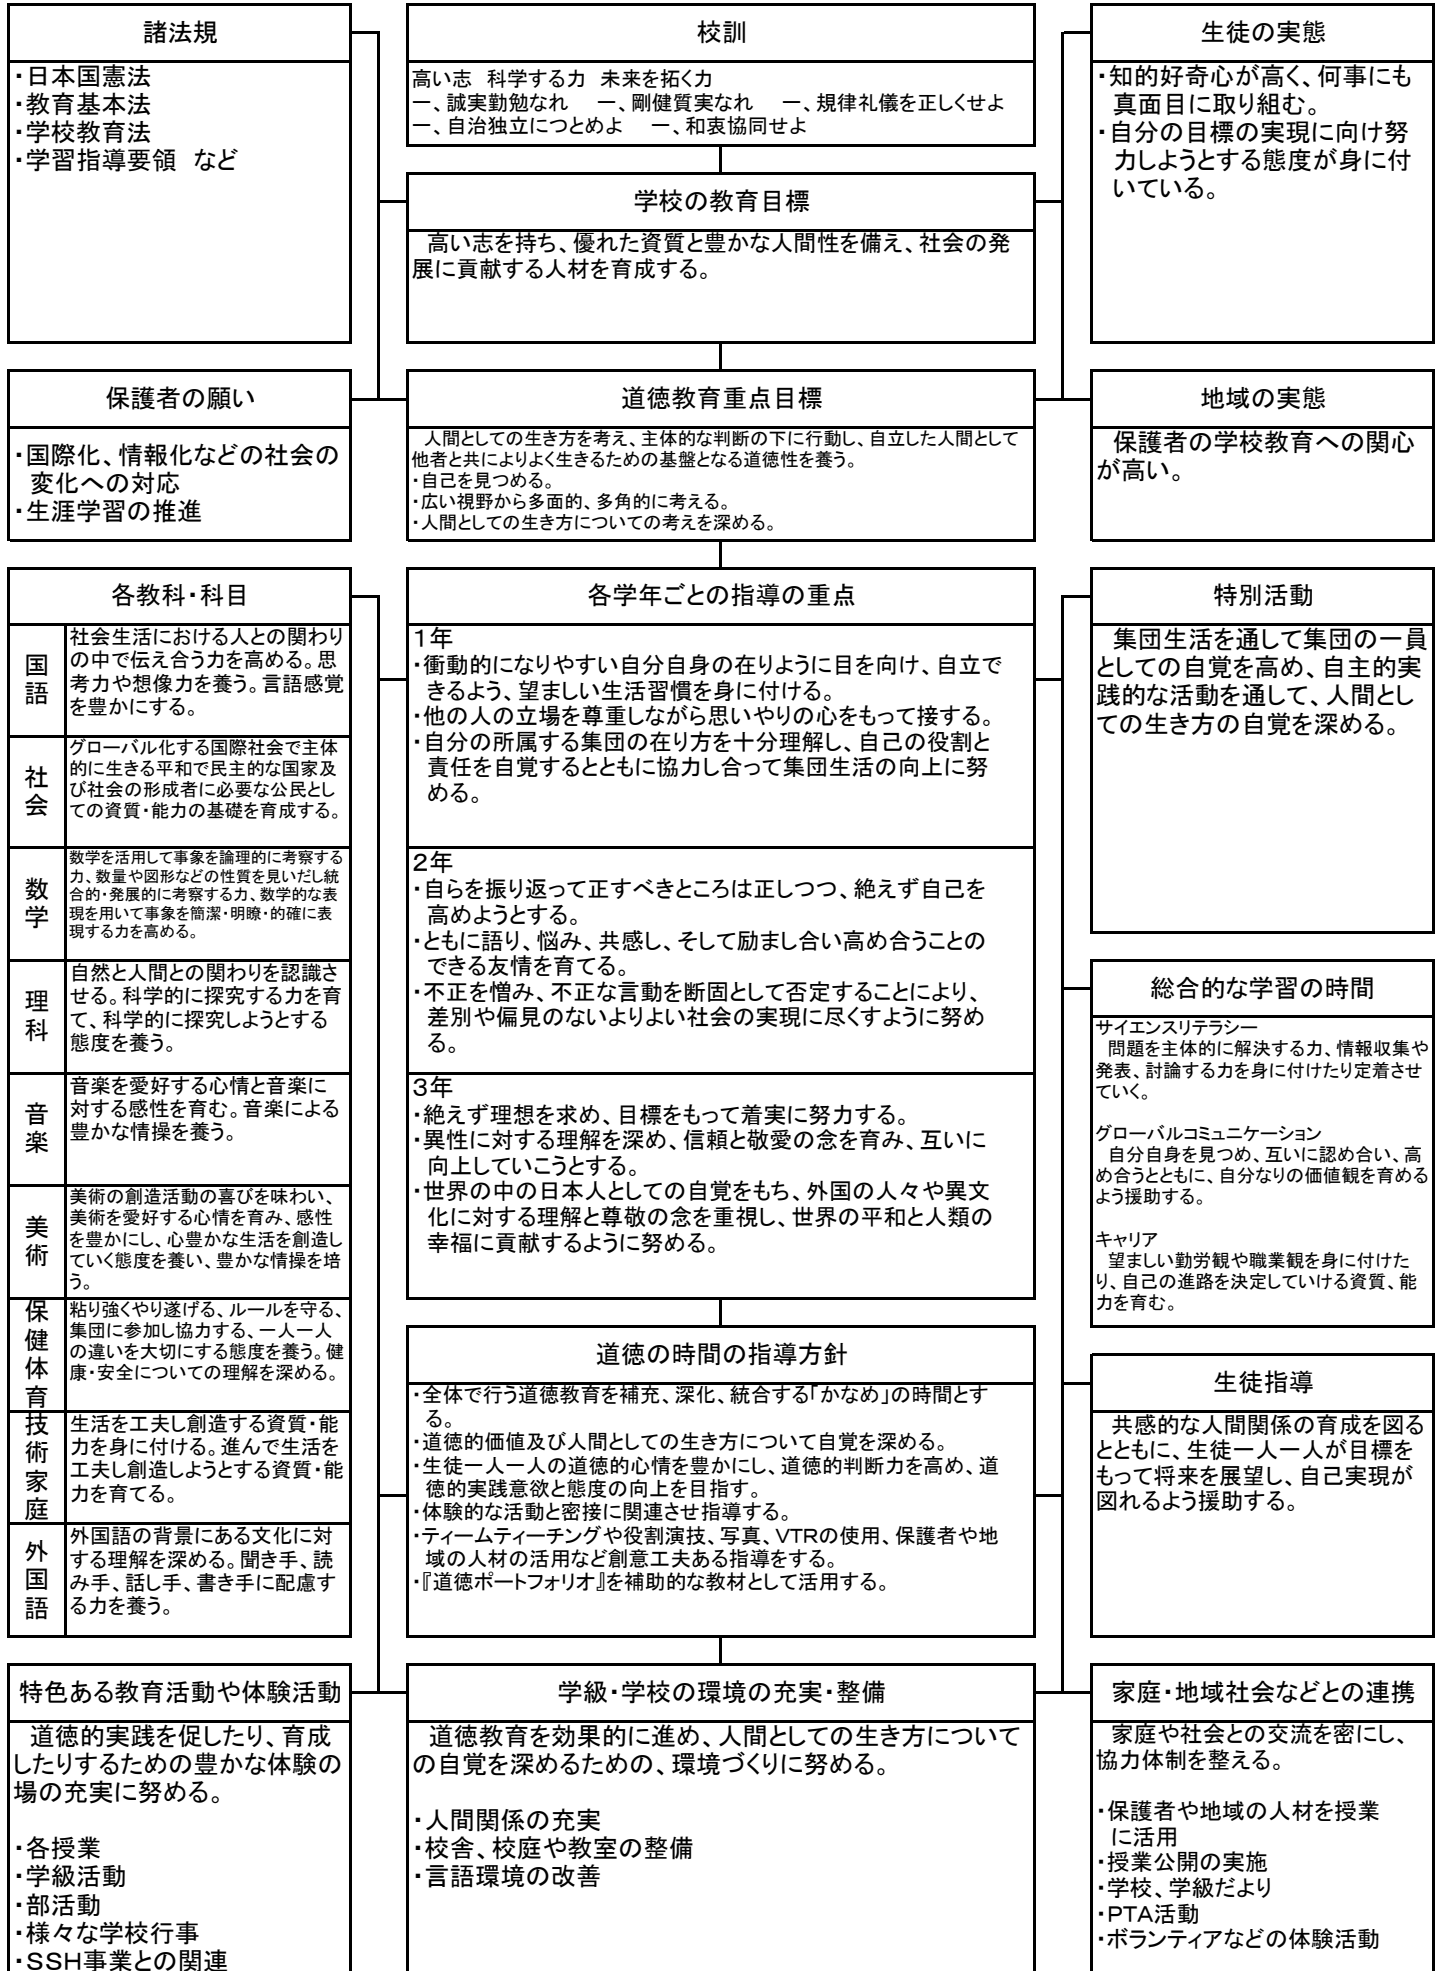 諸法規
・日本国憲法
・教育基本法
・学校教育法
・学習指導要領　など
校訓
高い志　科学する力　未来を拓く力
一、誠実勤勉なれ　一、剛健質実なれ　一、規律礼儀を正しくせよ
一、自治独立につとめよ　一、和衷協同せよ
生徒の実態
・知的好奇心が高く、何事にも
真面目に取り組む。
・自分の目標の実現に向け努
力しようとする態度が身に付
いている。
学校の教育目標
高い志を持ち、優れた資質と豊かな人間性を備え、社会の発
展に貢献する人材を育成する。
保護者の願い
・国際化、情報化などの社会の
変化への対応
・生涯学習の推進
道徳教育重点目標
人間としての生き方を考え、主体的な判断の下に行動し、自立した人間として
他者と共によりよく生きるための基盤となる道徳性を養う。
・自己を見つめる。
・広い視野から多面的、多角的に考える。
・人間としての生き方についての考えを深める。
地域の実態
保護者の学校教育への関心
が高い。
各教科・科目
国語
社会生活における人との関わり
の中で伝え合う力を高める。思
考力や想像力を養う。言語感覚
を豊かにする。
社会
グローバル化する国際社会で主体
的に生きる平和で民主的な国家及
び社会の形成者に必要な公民とし
ての資質・能力の基礎を育成する。
数学
数学を活用して事象を論理的に考察する
力、数量や図形などの性質を見いだし統
合的・発展的に考察する力、数学的な表
現を用いて事象を簡潔・明瞭・的確に表
現する力を高める。
理科
自然と人間との関わりを認識さ
せる。科学的に探究する力を育
て、科学的に探究しようとする
態度を養う。
音楽
音楽を愛好する心情と音楽に
対する感性を育む。音楽による
豊かな情操を養う。
美術
美術の創造活動の喜びを味わい、
美術を愛好する心情を育み、感性
を豊かにし、心豊かな生活を創造し
ていく態度を養い、豊かな情操を培
う。
保健体育
粘り強くやり遂げる、ルールを守る、
集団に参加し協力する、一人一人
の違いを大切にする態度を養う。健
康・安全についての理解を深める。
技術家庭
生活を工夫し創造する資質・能
力を身に付ける。進んで生活を
工夫し創造しようとする資質・能
力を育てる。
外国語
外国語の背景にある文化に対
する理解を深める。聞き手、読
み手、話し手、書き手に配慮す
る力を養う。
各学年ごとの指導の重点
１年
・衝動的になりやすい自分自身の在りように目を向け、自立で
きるよう、望ましい生活習慣を身に付ける。
・他の人の立場を尊重しながら思いやりの心をもって接する。
・自分の所属する集団の在り方を十分理解し、自己の役割と
責任を自覚するとともに協力し合って集団生活の向上に努
める。
２年
・自らを振り返って正すべきところは正しつつ、絶えず自己を
高めようとする。
・ともに語り、悩み、共感し、そして励まし合い高め合うことの
できる友情を育てる。
・不正を憎み、不正な言動を断固として否定することにより、
差別や偏見のないよりよい社会の実現に尽くすように努め
る。
３年
・絶えず理想を求め、目標をもって着実に努力する。
・異性に対する理解を深め、信頼と敬愛の念を育み、互いに
向上していこうとする。
・世界の中の日本人としての自覚をもち、外国の人々や異文
化に対する理解と尊敬の念を重視し、世界の平和と人類の
幸福に貢献するように努める。
道徳の時間の指導方針
・全体で行う道徳教育を補充、深化、統合する「かなめ」の時間とす
る。
・道徳的価値及び人間としての生き方について自覚を深める。
・生徒一人一人の道徳的心情を豊かにし、道徳的判断力を高め、道
徳的実践意欲と態度の向上を目指す。
・体験的な活動と密接に関連させ指導する。
・ティームティーチングや役割演技、写真、VTRの使用、保護者や地
域の人材の活用など創意工夫ある指導をする。
・『道徳ポートフォリオ』を補助的な教材として活用する。
特別活動
集団生活を通して集団の一員
としての自覚を高め、自主的実
践的な活動を通して、人間とし
ての生き方の自覚を深める。
総合的な学習の時間
サイエンスリテラシー
問題を主体的に解決する力、情報収集や
発表、討論する力を身に付けたり定着させ
ていく。
グローバルコミュニケーション
自分自身を見つめ、互いに認め合い、高
め合うとともに、自分なりの価値観を育める
よう援助する。
キャリア
望ましい勤労観や職業観を身に付けた
り、自己の進路を決定していける資質、能
力を育む。
生徒指導
共感的な人間関係の育成を図る
とともに、生徒一人一人が目標を
もって将来を展望し、自己実現が
図れるよう援助する。
特色ある教育活動や体験活動
道徳的実践を促したり、育成
したりするための豊かな体験の
場の充実に努める。
・各授業
・学級活動
・部活動
・様々な学校行事
・SSH事業との関連
学級・学校の環境の充実・整備
道徳教育を効果的に進め、人間としての生き方について
の自覚を深めるための、環境づくりに努める。
・人間関係の充実
・校舎、校庭や教室の整備
・言語環境の改善
家庭・地域社会などとの連携
家庭や社会との交流を密にし、
協力体制を整える。
・保護者や地域の人材を授業
に活用
・授業公開の実施
・学校、学級だより
・PTA活動
・ボランティアなどの体験活動